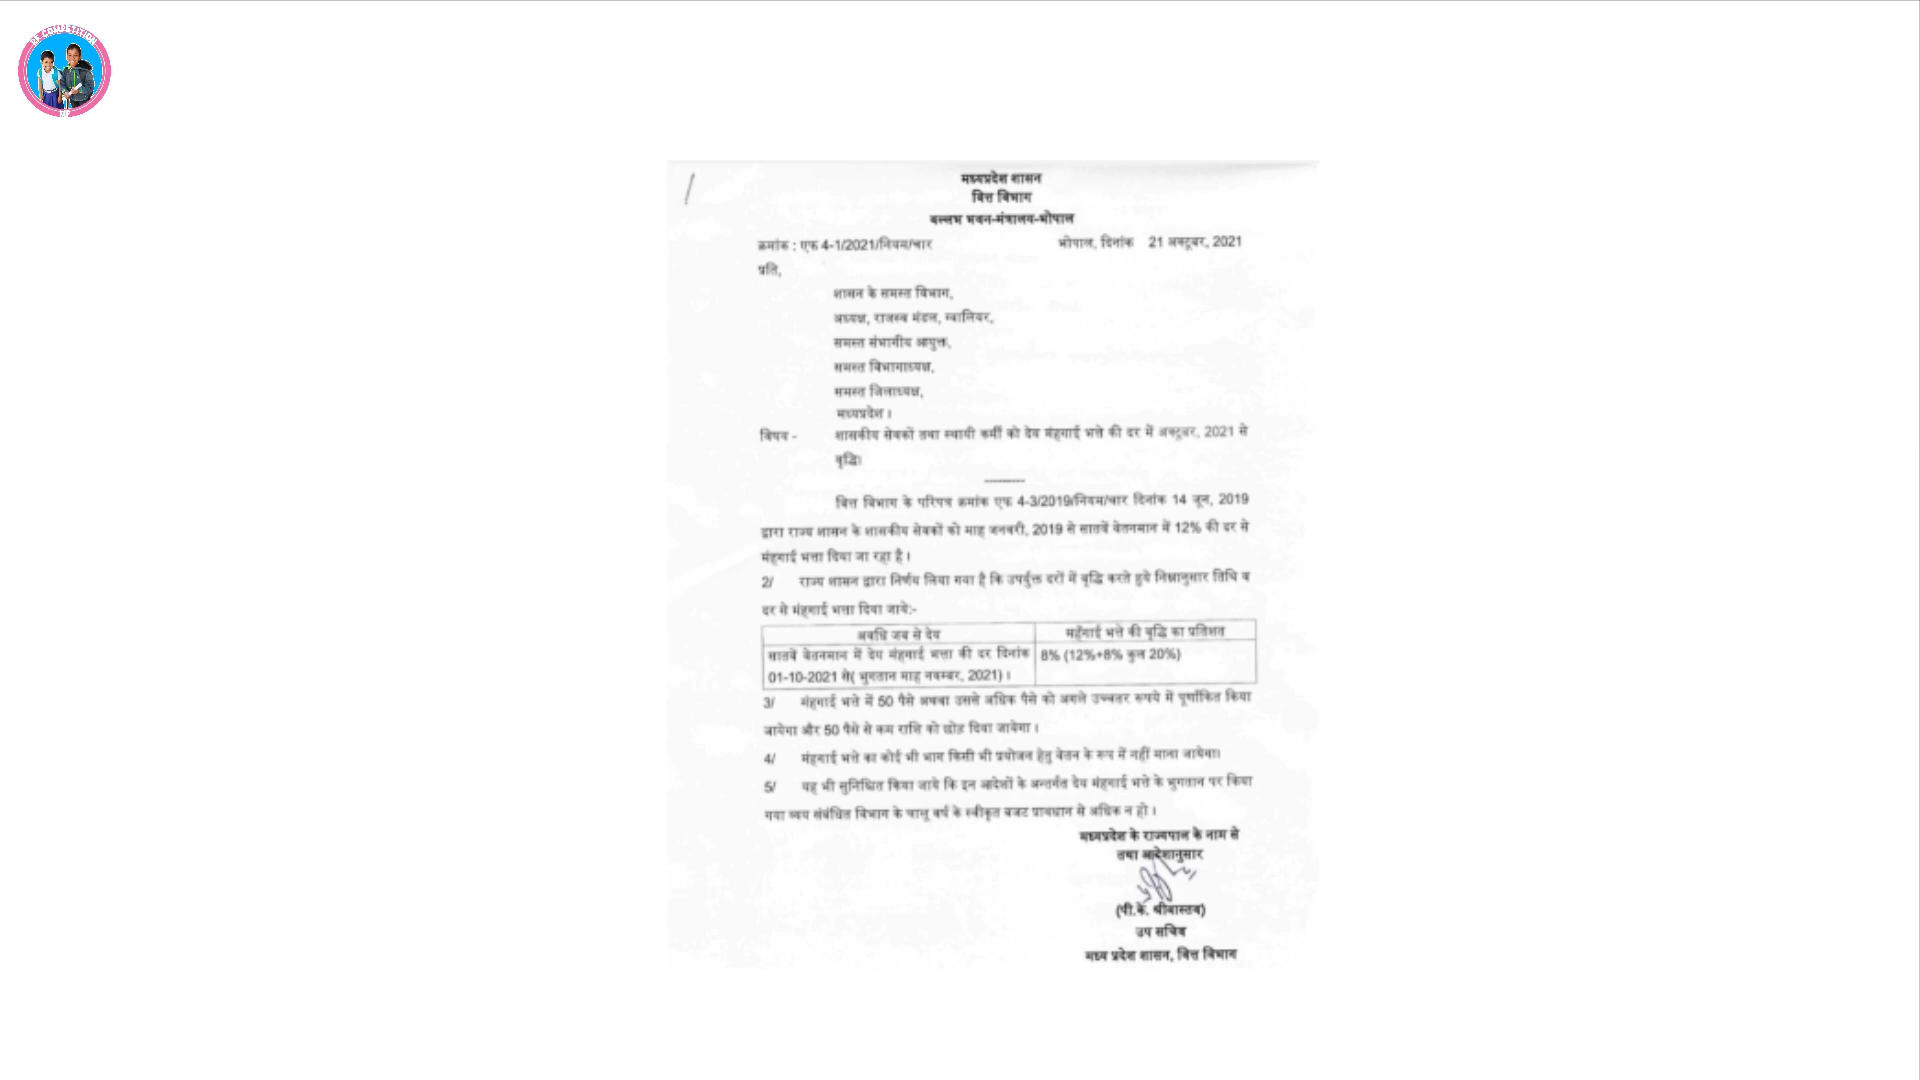 BE COMPETITION
MP
मध्यप्रदेश शासन
वित्त विभाग
वल्लभ भवन-मंत्रालय-भोपाल
क्रमांक : एफ 4-1/2021/नियम/चार भोपाल, दिनांक 21 अक्टूबर, 2021
प्रति,
शासन के समस्त विभाग,
अध्यक्ष, राजस्व मंडल, ग्वालियर,
समस्त संभागीय आयुक्त,
समस्त विभागाध्यक्ष,
समस्त जिलाध्यक्ष,
मध्यप्रदेश ।
विषय - शासकीय सेवकों तथा स्थायी कर्मी को देय मंहगाई भत्ते की दर में अक्टूबर, 2021 से
वृद्धि।
----------
वित्त विभाग के परिपत्र क्रमांक एफ 4-3/2019/नियम/चार दिनांक 14 जून, 2019
द्वारा राज्य शासन के शासकीय सेवकों को माह जनवरी, 2019 से सातवें वेतनमान में 12% की दर से
मंहगाई भत्ता दिया जा रहा है ।
2/ राज्य शासन द्वारा निर्णय लिया गया है कि उपर्युक्त दरों में वृद्धि करते हुये निम्नानुसार तिथि व
दर से मंहगाई भत्ता दिया जाये:-
अवधि जब से देय महँगाई भत्ते की वृद्धि का प्रतिशत
सातवें वेतनमान में देय मंहगाई भत्ता की दर दिनांक 8% (12%+8% कुल 20%)
01-10-2021 से( भुगतान माह नवम्बर, 2021) ।
3/ मंहगाई भत्ते में 50 पैसे अथवा उससे अधिक पैसे को अगले उच्चतर रूपये में पूर्णांकित किया
जायेगा और 50 पैसे से कम राशि को छोड दिया जायेगा ।
4/ मंहगाई भत्ते का कोई भी भाग किसी भी प्रयोजन हेतु वेतन के रूप में नहीं माना जायेगा।
5/ यह भी सुनिश्चित किया जाये कि इन आदेशों के अन्तर्गत देय मंहगाई भत्ते के भुगतान पर किया
गया व्यय संबंधित विभाग के चालू वर्ष के स्वीकृत बजट प्रावधान से अधिक न हो ।
मध्यप्रदेश के राज्यपाल के नाम से
तथा आदेशानुसार
(पी.के. श्रीवास्तव)
उप सचिव
मध्य प्रदेश शासन, वित्त विभाग